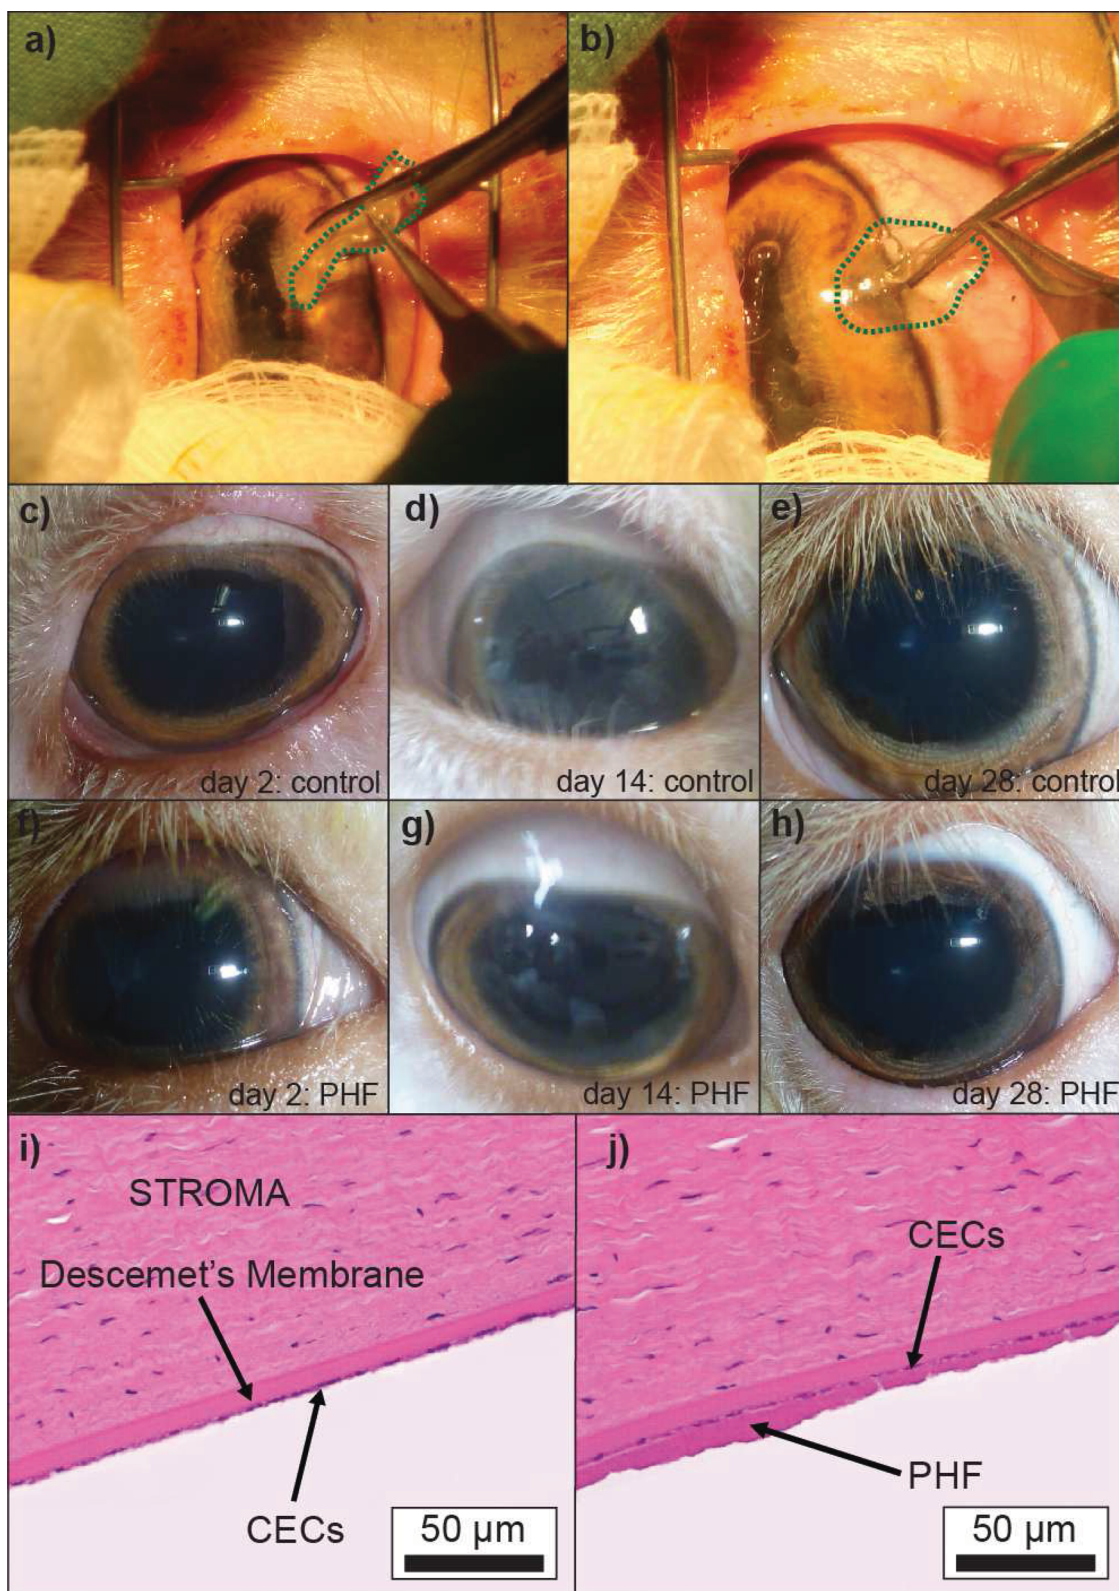 a)
b)
c)
d)
e)
day 2: control
day 14: control
day 28: control
f)
g)
h)
day 2: PHF
day 14: PHF
day 28: PHF
i)
j)
STROMA
Descemet's Membrane
CECs
50 µm
CECs
PHF
50 µm